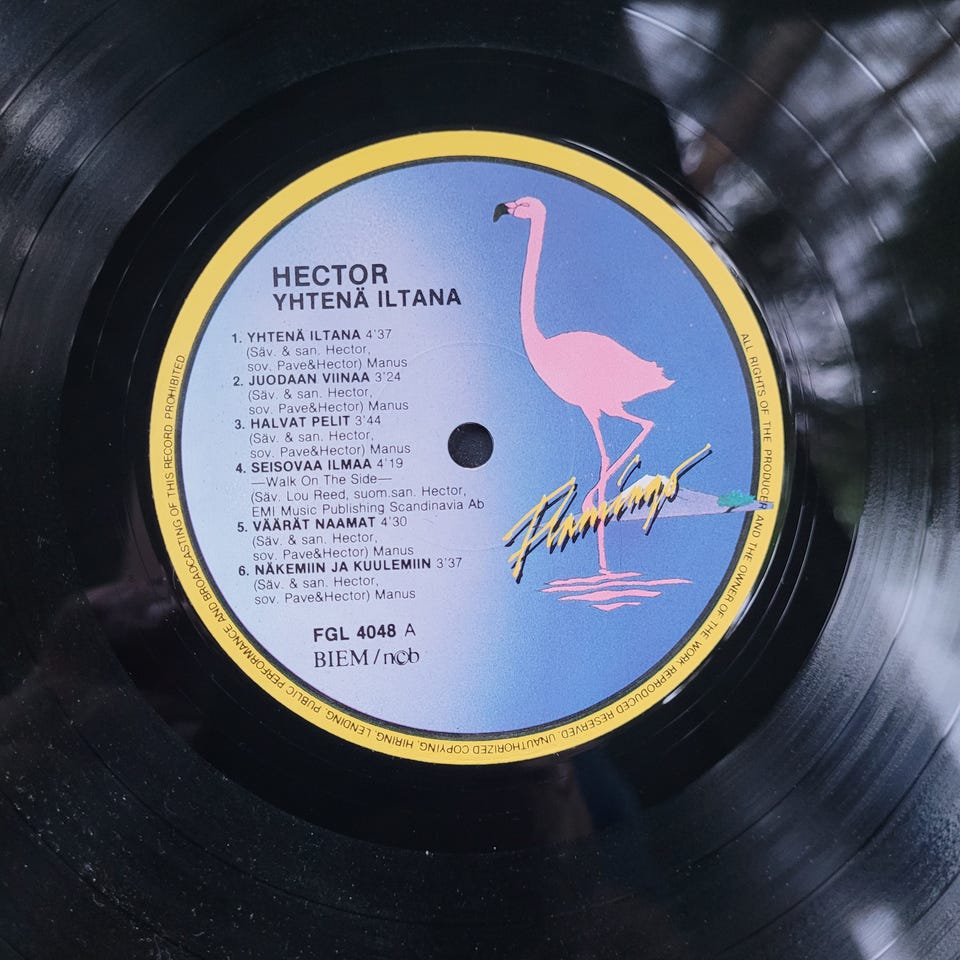 HECTOR
YHTENÄ ILTANA
1. YHTENÄ ILTANA 4'37
(Säv. & san. Hector,
sov. Pave&Hector) Manus
2. JUODAAN VIINAA 3'24
(Säv. & san. Hector,
sov. Pave&Hector) Manus
3. HALVAT PELIT 3'44
(Säv. & san. Hector,
sov. Pave&Hector) Manus
4. SEISOVAA ILMAA 4'19
—Walk On The Side—
(Säv. Lou Reed, suom.san. Hector,
EMI Music Publishing Scandinavia Ab
5. VÄÄRÄT NAAMAT 4'30
(Säv. & san. Hector,
sov. Pave&Hector) Manus
6. NÄKEMIIN JA KUULEMIIN 3'37
(Säv. & san. Hector,
sov. Pave&Hector) Manus
FGL 4048 A
BIEM/ncb
Flamingo
ALL RIGHTS OF THE PRODUCER AND THE OWNER OF THE WORK REPRODUCED RESERVED. UNAUTHORIZED COPYING, HIRING, LENDING, PUBLIC PERFORMANCE AND BROADCASTING OF THIS RECORD PROHIBITED